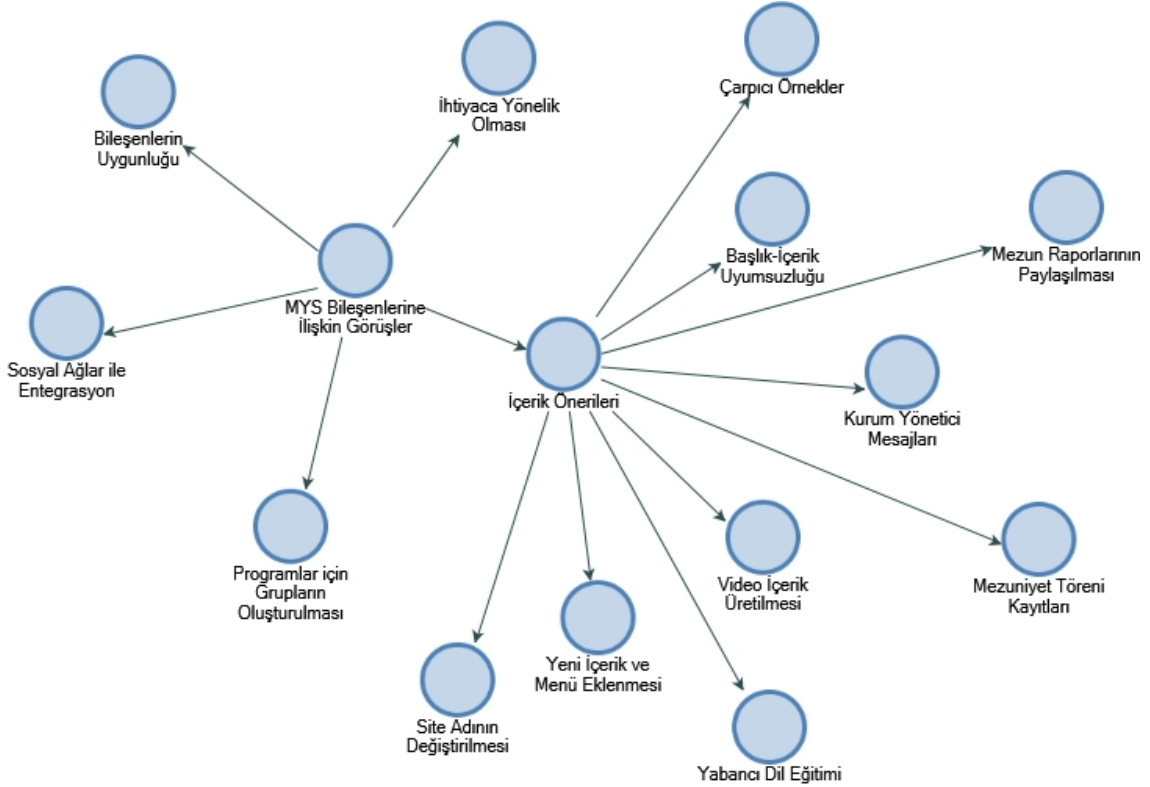 Çarpıcı Örnekler
İhtiyaca Yönelik
Olması
Bileşenlerin
Uygunluğu
Başlık-İçerik
Uyumsuzluğu
Mezun Raporlarının
Paylaşılması
MYS Bileşenlerine
İlişkin Görüşler
Sosyal Ağlar ile
Entegrasyon
İçerik Önerileri
Kurum Yönetici
Mesajları
Programlar için
Grupların
Oluşturulması
Video İçerik
Üretilmesi
Mezuniyet Töreni
Kayıtları
Yeni İçerik ve
Menü Eklenmesi
Site Adının
Değiştirilmesi
Yabancı Dil Eğitimi